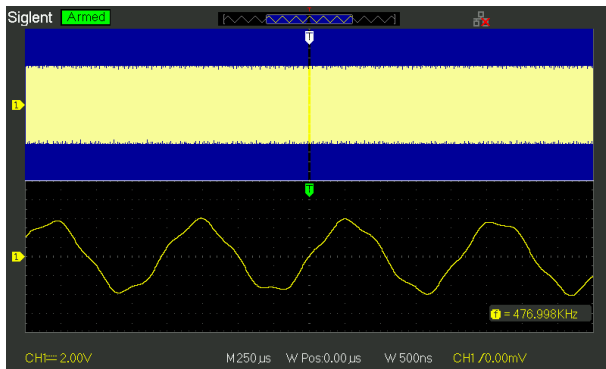 Siglent Armed
T
1
T
1
f = 476.998KHz
CH1 2.00V M 250µs W Pos:0.00µs W 500ns CH1 /0.00mV